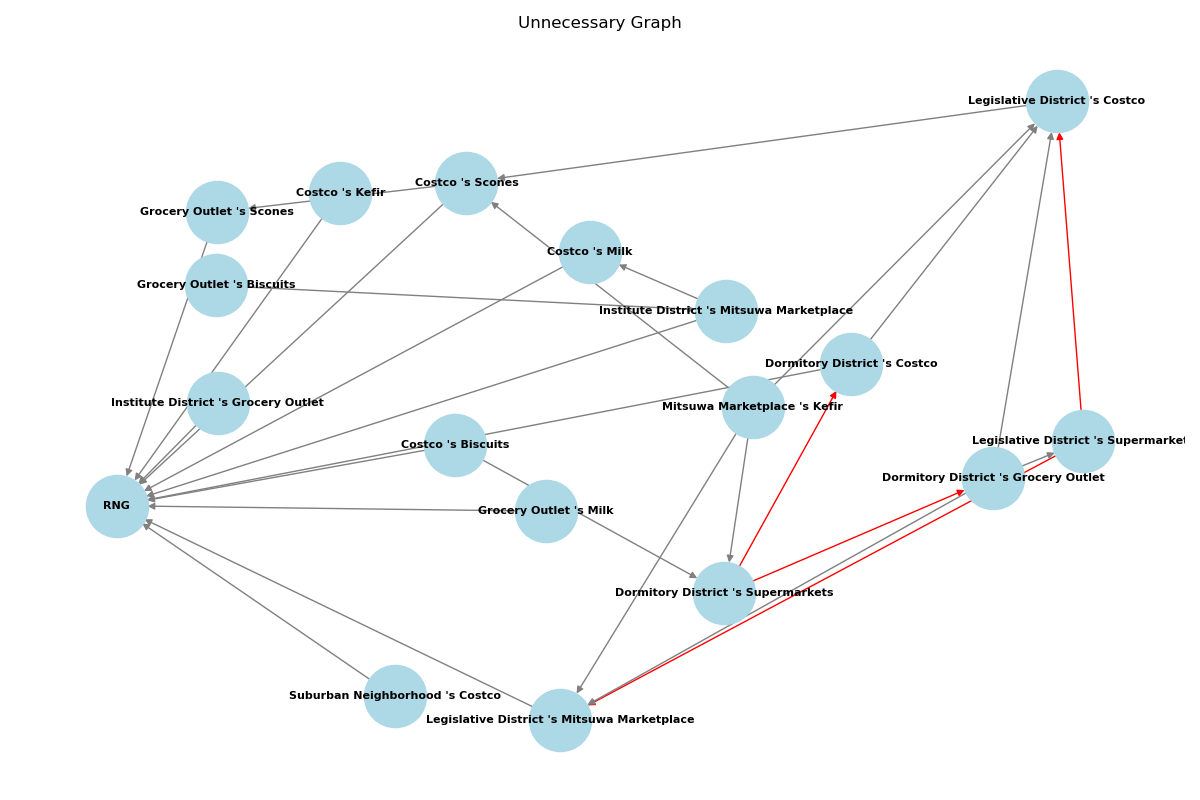 Unnecessary Graph
Legislative District 's Costco
Costco 's Scones
Costco 's Kefir
Grocery Outlet 's Scones
Costco 's Milk
Grocery Outlet 's Biscuits
Institute District 's Mitsuwa Marketplace
Dormitory District 's Costco
Institute District 's Grocery Outlet
Mitsuwa Marketplace 's Kefir
Costco 's Biscuits
Legislative District 's Supermarket
Dormitory District 's Grocery Outlet
RNG
Grocery Outlet 's Milk
Dormitory District 's Supermarkets
Suburban Neighborhood 's Costco
Legislative District 's Mitsuwa Marketplace